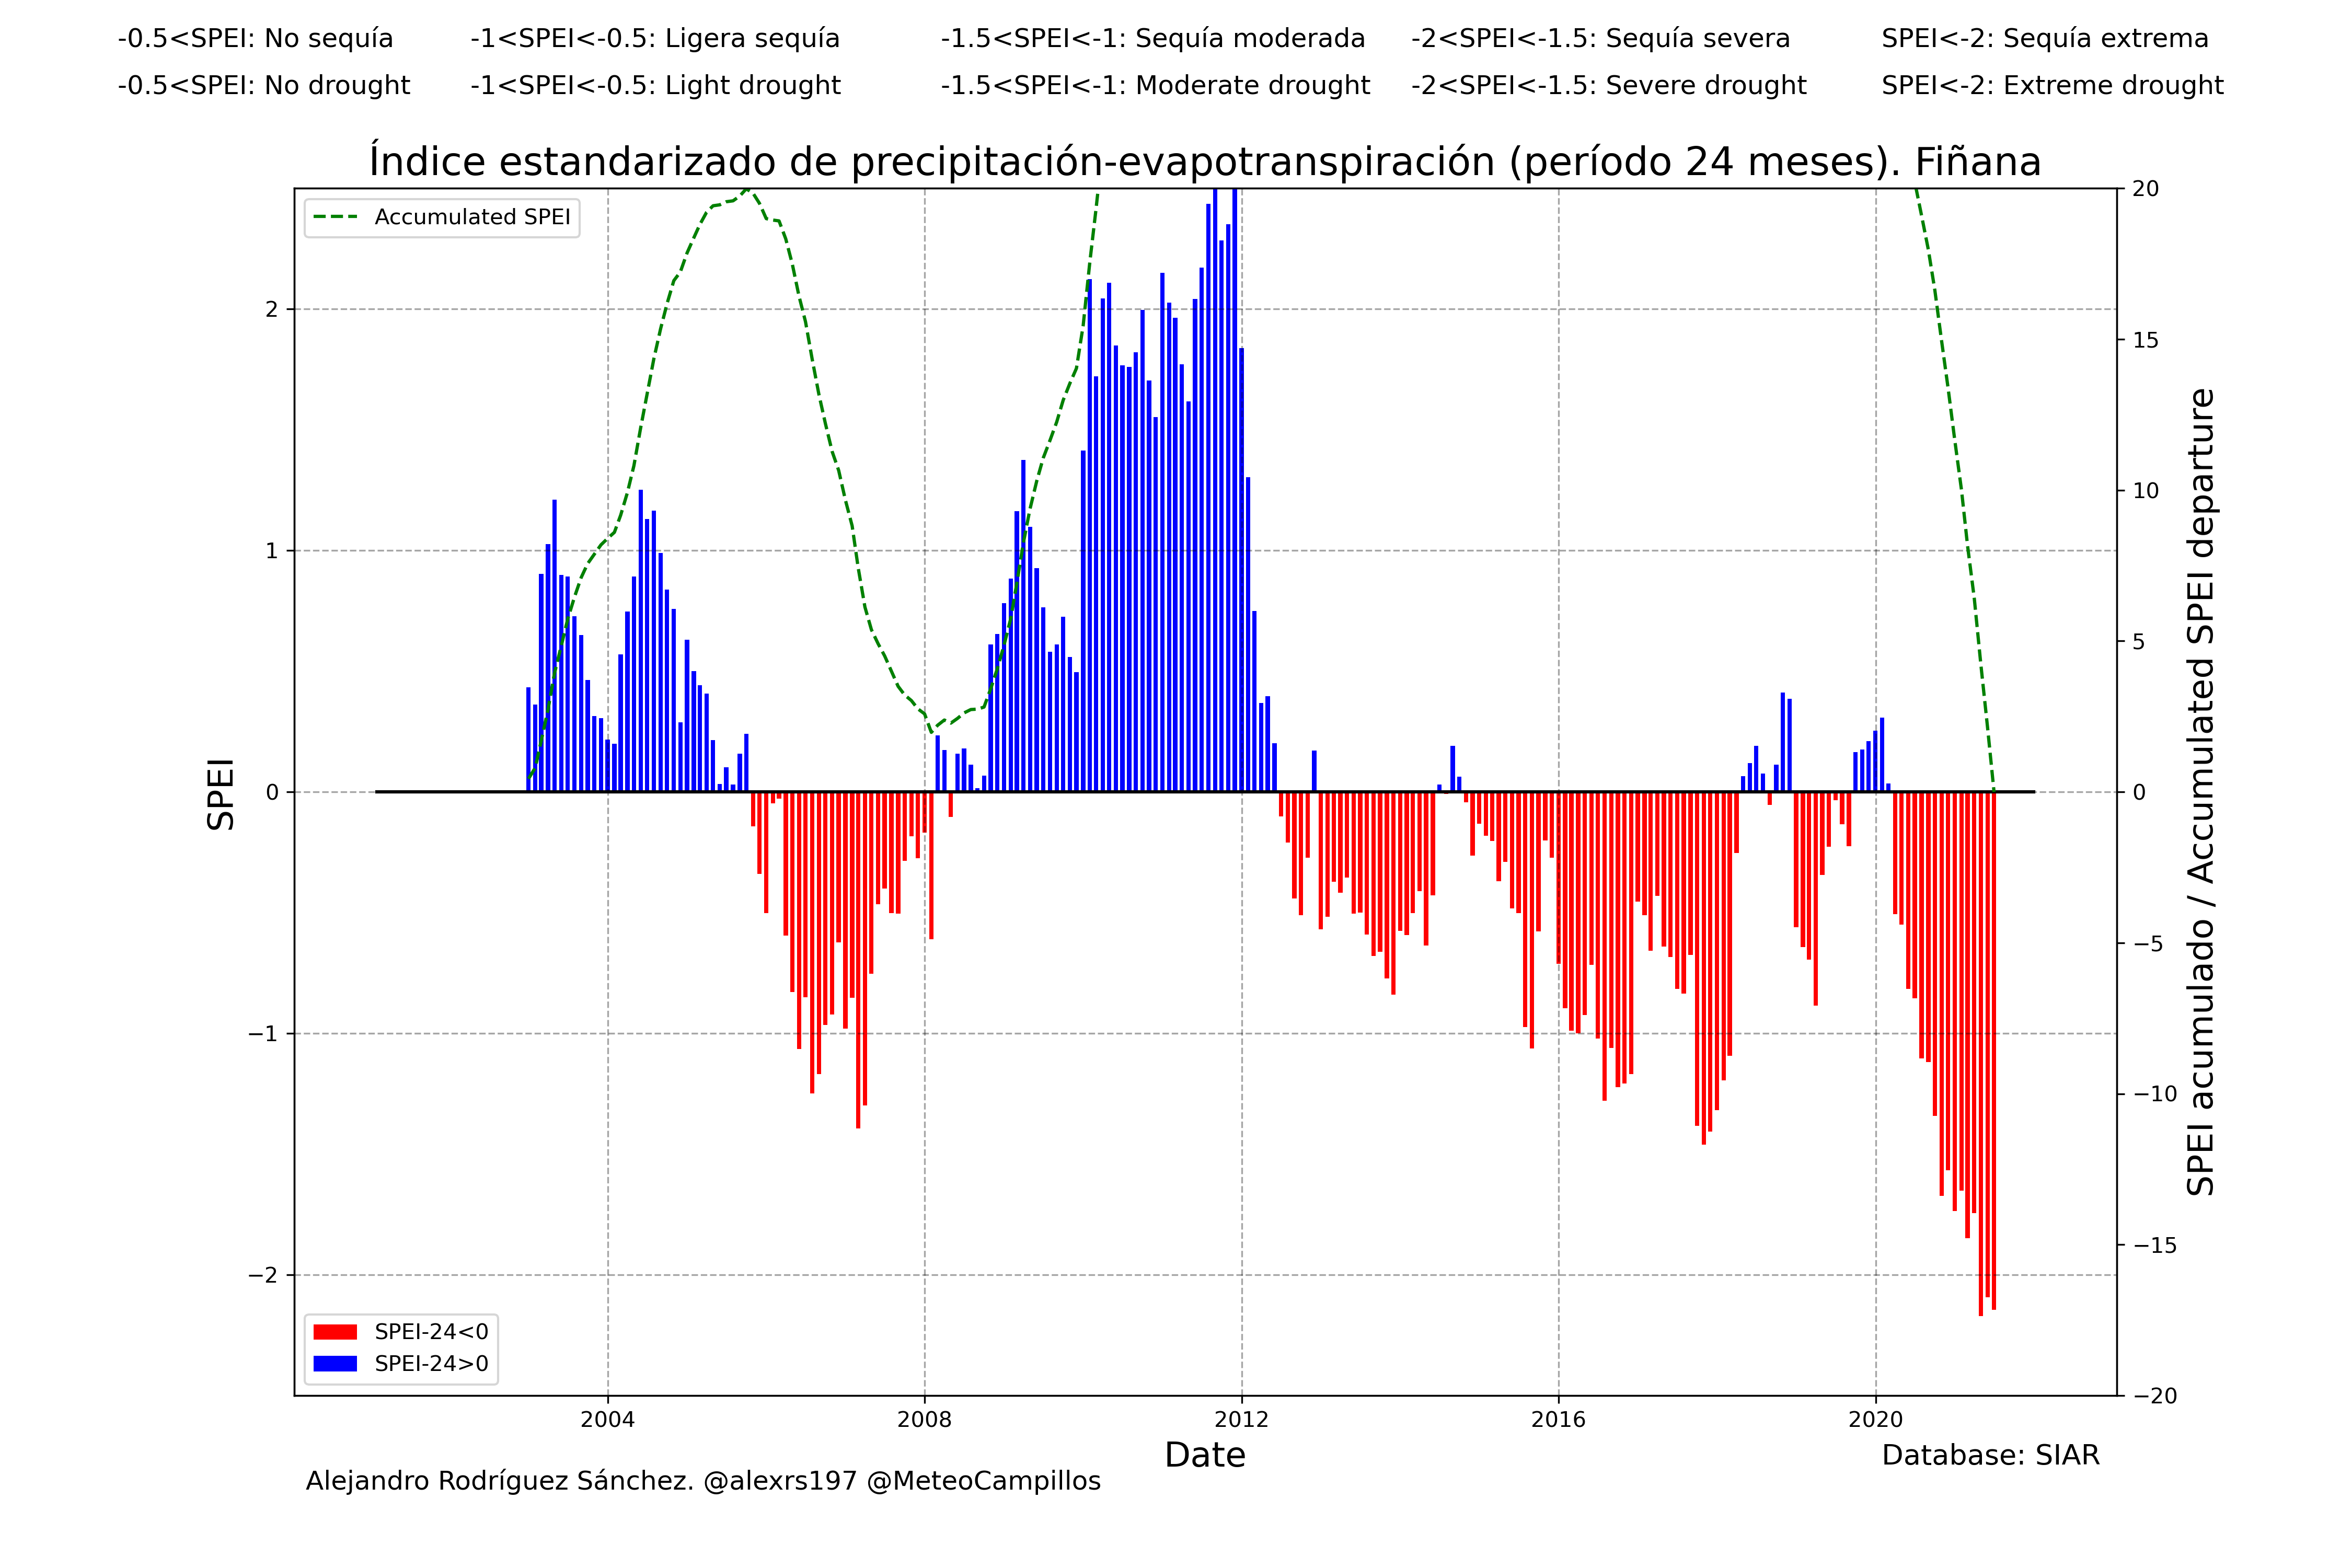 -0.5<SPEI: No sequía -1<SPEI<-0.5: Ligera sequía -1.5<SPEI<-1: Sequía moderada -2<SPEI<-1.5: Sequía severa SPEI<-2: Sequía extrema
-0.5<SPEI: No drought -1<SPEI<-0.5: Light drought -1.5<SPEI<-1: Moderate drought -2<SPEI<-1.5: Severe drought SPEI<-2: Extreme drought
Índice estandarizado de precipitación-evapotranspiración (período 24 meses). Fiñana
Accumulated SPEI
SPEI
2
1
0
−1
−2
20
15
10
5
0
−5
−10
−15
−20
SPEI acumulado / Accumulated SPEI departure
SPEI-24<0
SPEI-24>0
2004 2008 2012 2016 2020
Date
Database: SIAR
Alejandro Rodríguez Sánchez. @alexrs197 @MeteoCampillos